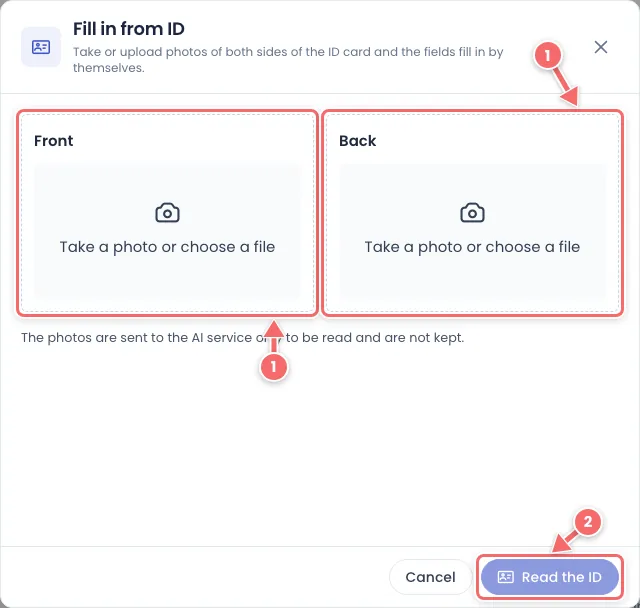 Fill in from ID
Take or upload photos of both sides of the ID card and the fields fill in by
themselves.
1
Front
Back
Take a photo or choose a file
Take a photo or choose a file
The photos are sent to the AI service to be read and are not kept.
1
2
Cancel
Read the ID